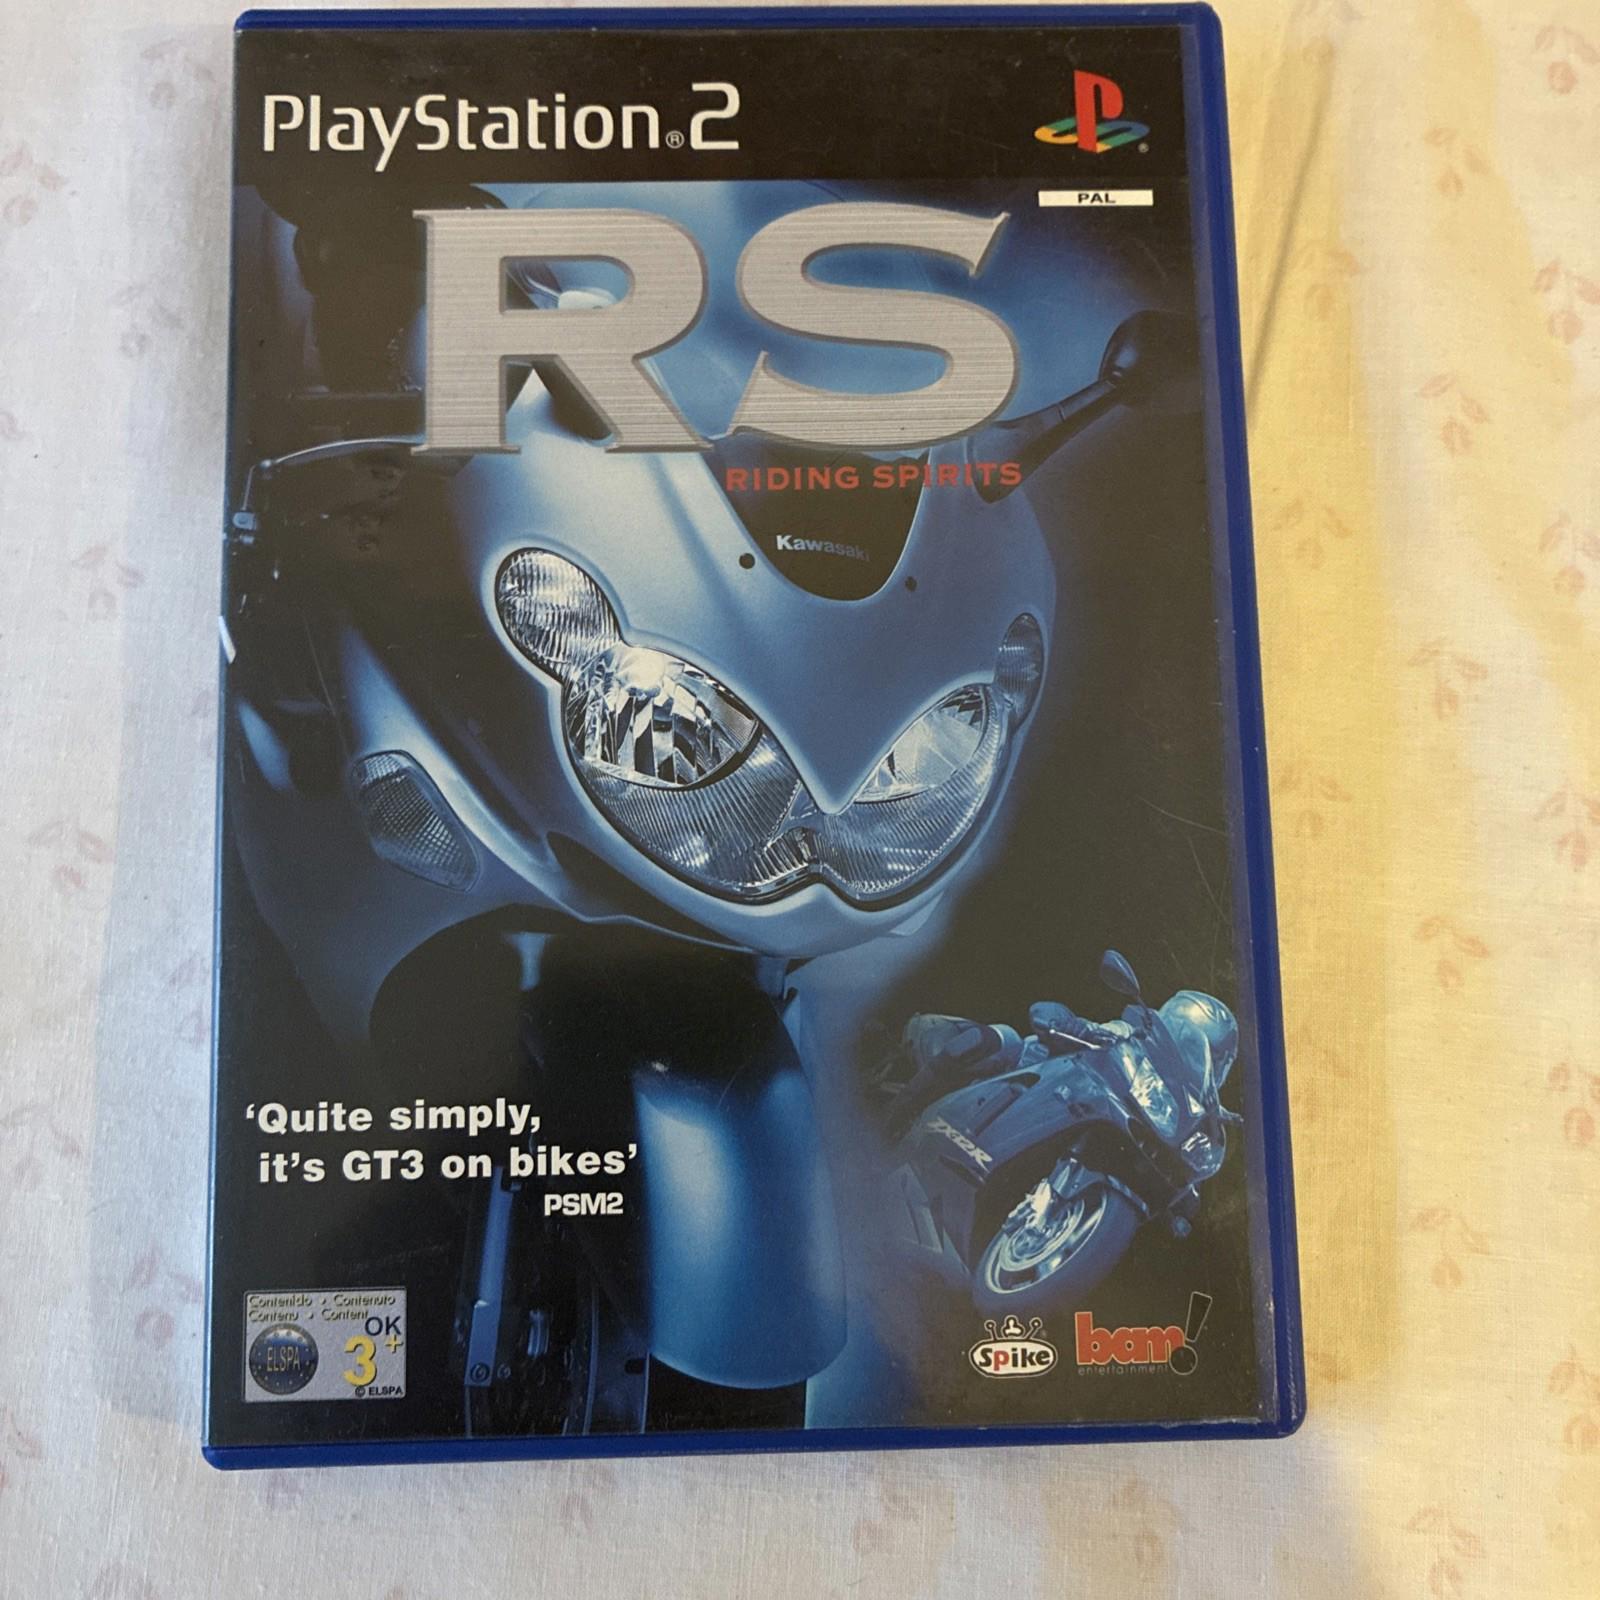 PlayStation®2
PAL
RS
RIDING SPIRITS
Kawasaki
ZX12R
'Quite simply,
it's GT3 on bikes'
PSM2
Contenido • Contenuto
Contenu • Content
OK
ELSPA
3+
© ELSPA
Spike
bam!
entertainment